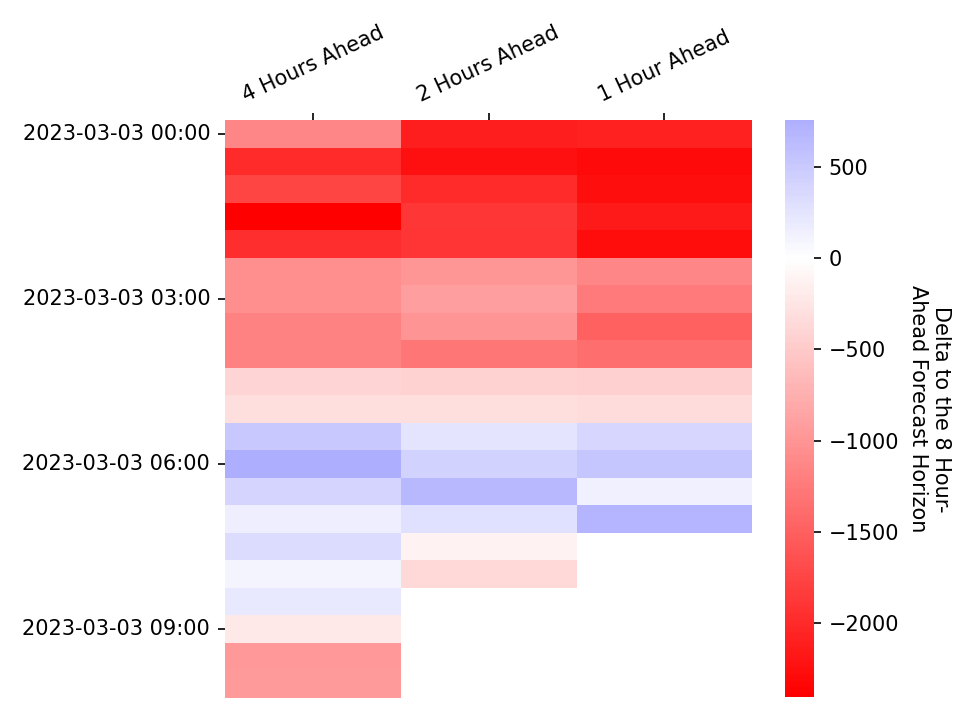 4 Hours Ahead
2 Hours Ahead
1 Hour Ahead
2023-03-03 00:00
2023-03-03 03:00
2023-03-03 06:00
2023-03-03 09:00
500
0
−500
−1000
−1500
−2000
Delta to the 8 Hour-
Ahead Forecast Horizon